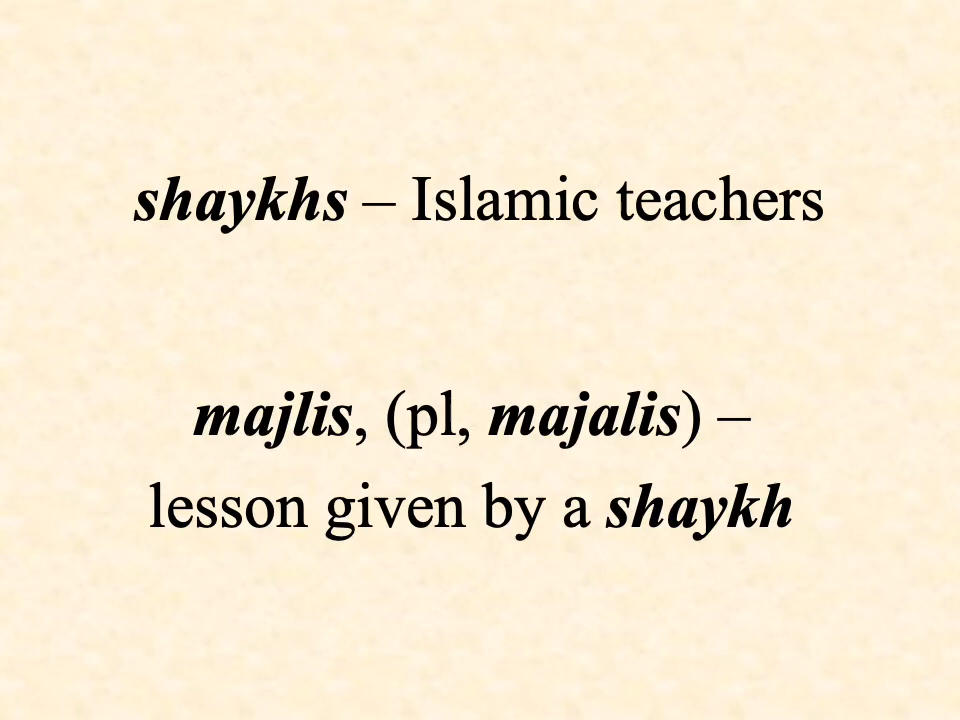 shaykhs – Islamic teachers
majlis, (pl, majalis) –
lesson given by a shaykh